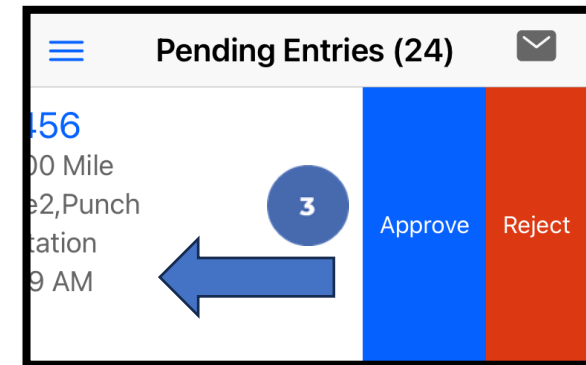 Pending Entries (24)
456
00 Mile
e2,Punch
tation
9 AM
3
Approve
Reject